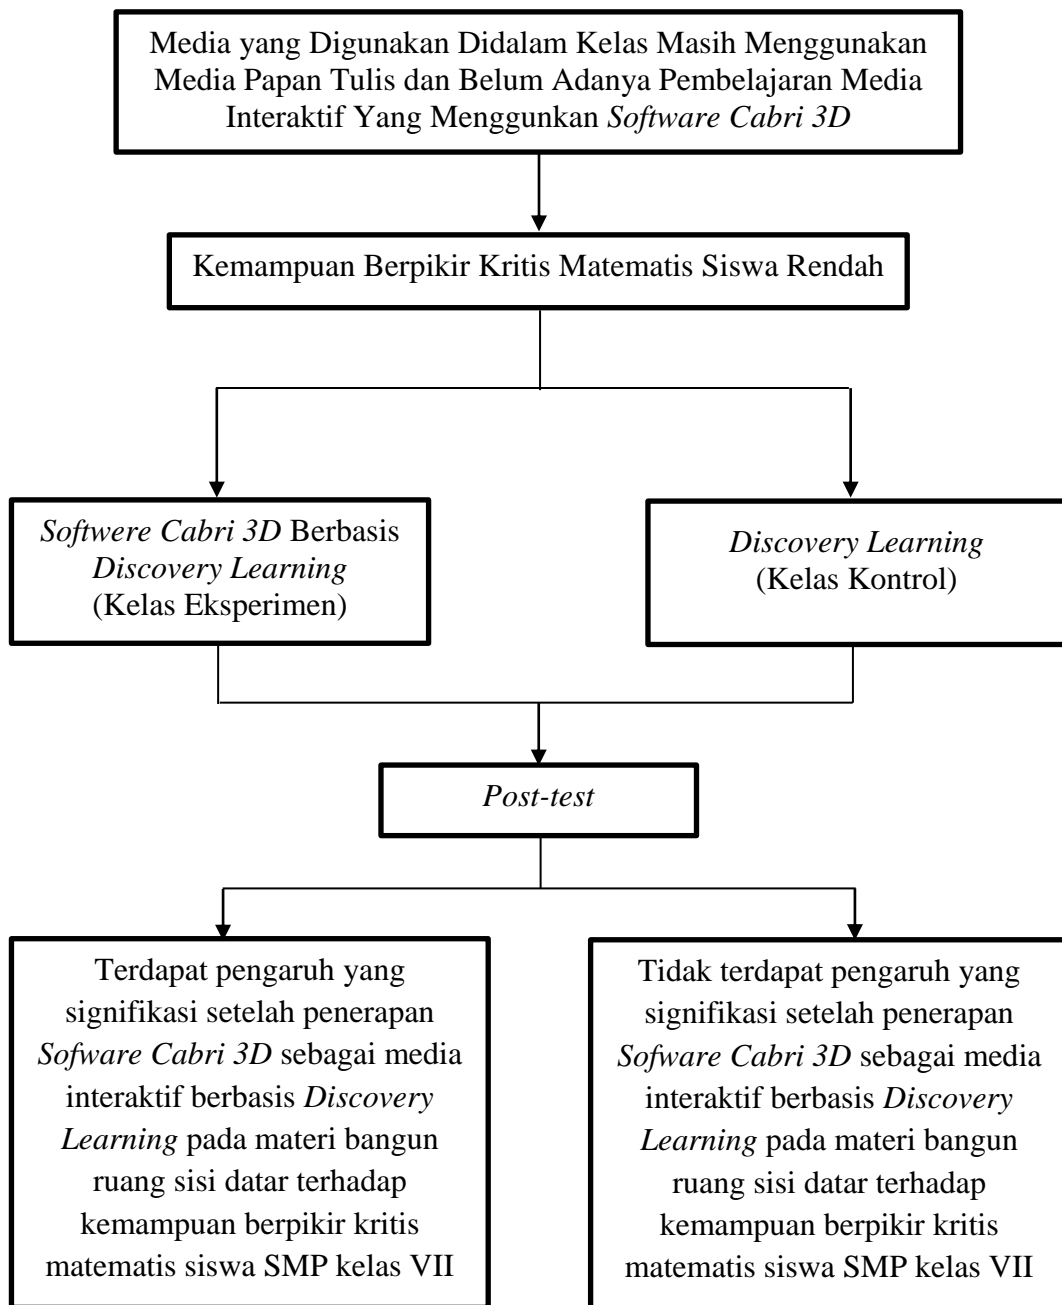 Media yang Digunakan Didalam Kelas Masih Menggunakan
Media Papan Tulis dan Belum Adanya Pembelajaran Media
Interaktif Yang Menggunkan Software Cabri 3D
Kemampuan Berpikir Kritis Matematis Siswa Rendah
Softwere Cabri 3D Berbasis
Discovery Learning
(Kelas Eksperimen)
Discovery Learning
(Kelas Kontrol)
Post-test
Terdapat pengaruh yang
signifikasi setelah penerapan
Sofware Cabri 3D sebagai media
interaktif berbasis Discovery
Learning pada materi bangun
ruang sisi datar terhadap
kemampuan berpikir kritis
matematis siswa SMP kelas VII
Tidak terdapat pengaruh yang
signifikasi setelah penerapan
Sofware Cabri 3D sebagai media
interaktif berbasis Discovery
Learning pada materi bangun
ruang sisi datar terhadap
kemampuan berpikir kritis
matematis siswa SMP kelas VII